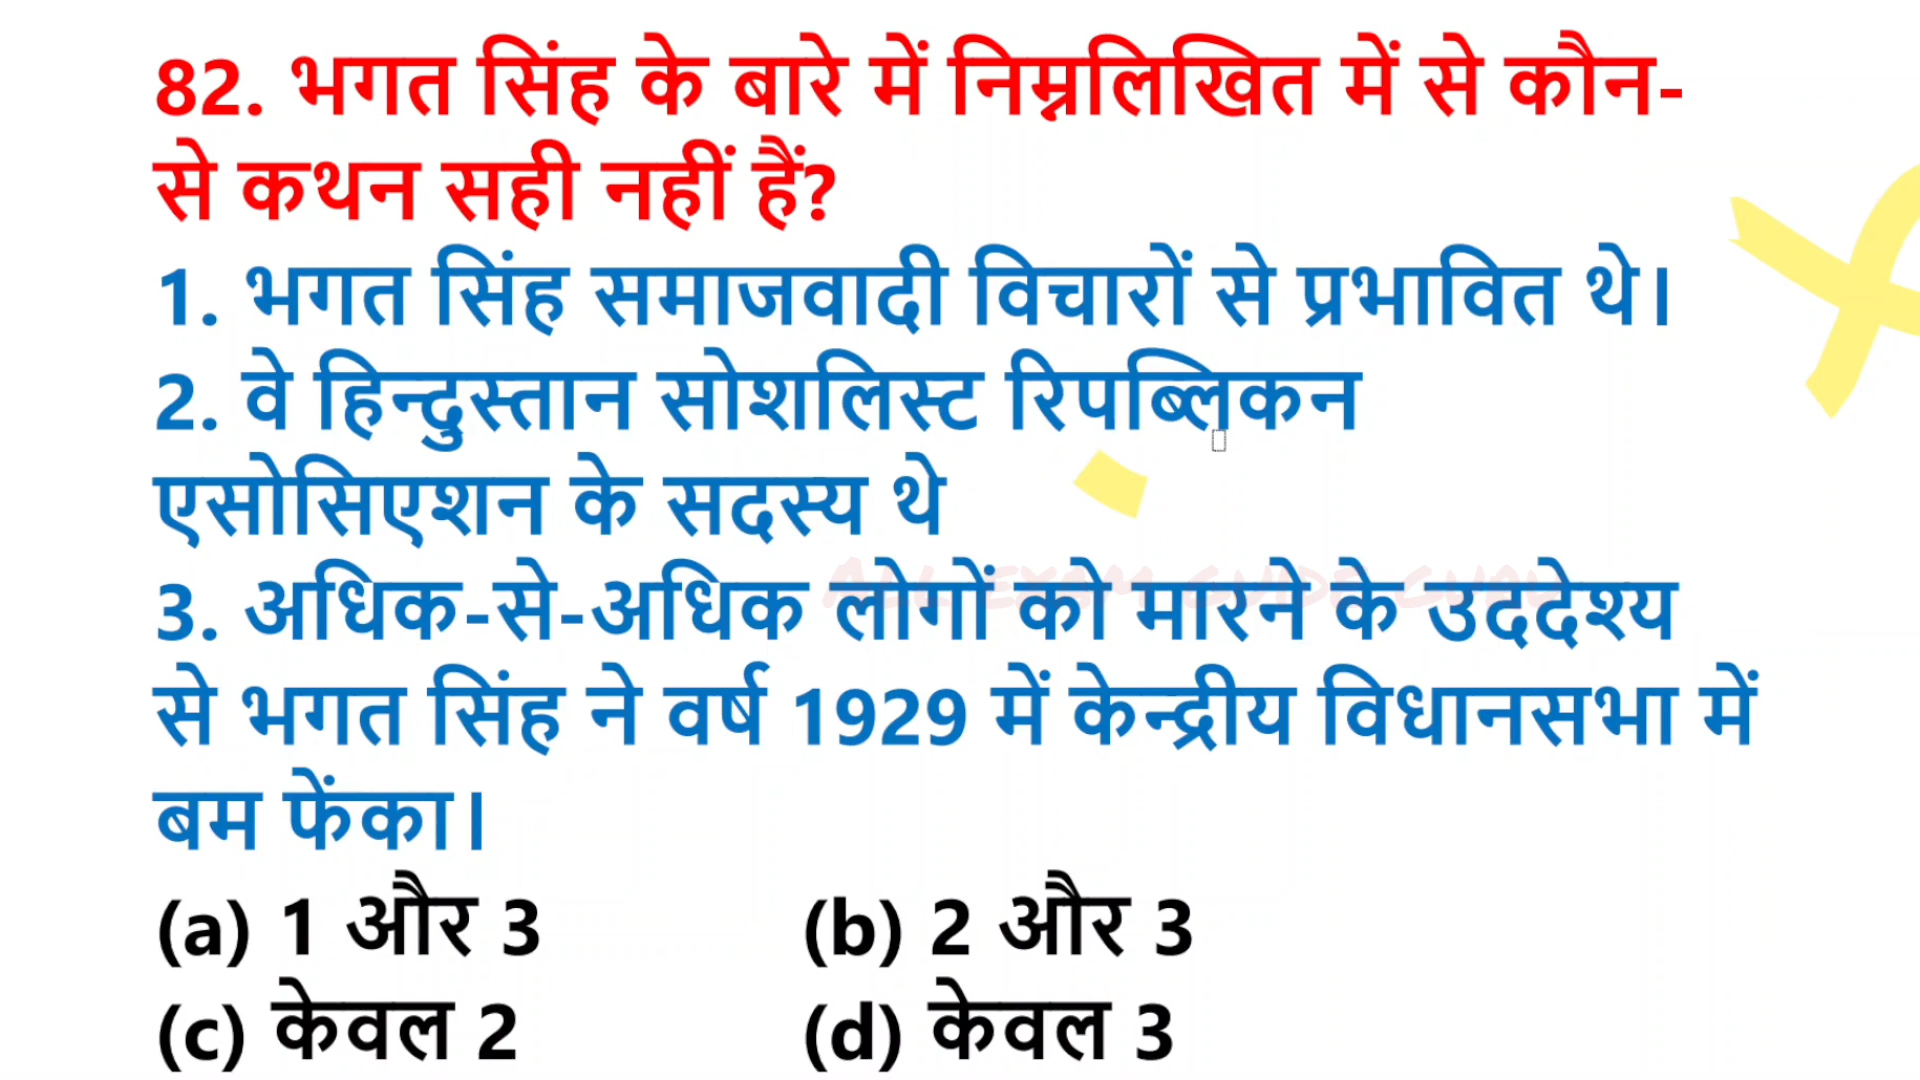 82. भगत सिंह के बारे में निम्नलिखित में से कौन-
से कथन सही नहीं हैं?
1. भगत सिंह समाजवादी विचारों से प्रभावित थे।
2. वे हिन्दुस्तान सोशलिस्ट रिपब्लिकन
एसोसिएशन के सदस्य थे
3. अधिक-से-अधिक लोगों को मारने के उददेश्य
से भगत सिंह ने वर्ष 1929 में केन्द्रीय विधानसभा में
बम फेंका।
(a) 1 और 3 (b) 2 और 3
(c) केवल 2 (d) केवल 3